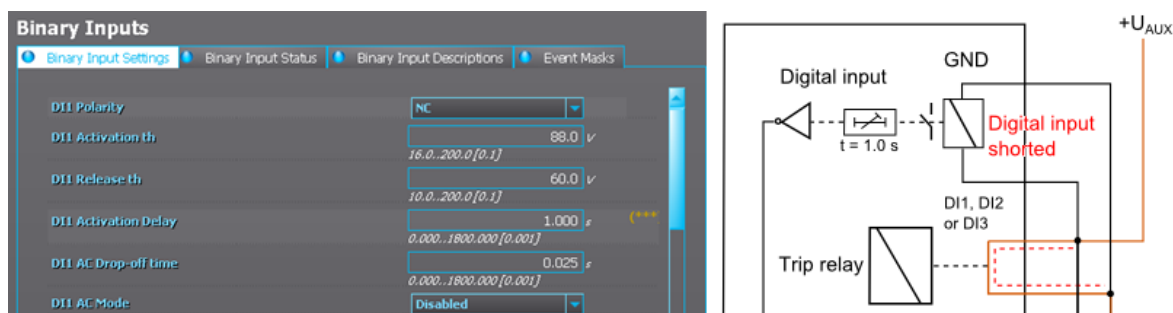 Binary Inputs
Binary Input Settings Binary Input Status Binary Input Descriptions Event Masks
DI1 Polarity NC
DI1 Activation th 88.0 V
16.0..200.0 [0.1]
DI1 Release th 60.0 V
10.0..200.0 [0.1]
DI1 Activation Delay 1.000 s (***
0.000..1800.000 [0.001]
DI1 AC Drop-off time 0.025 s
0.000..1800.000 [0.001]
DI1 AC Mode Disabled
+UAUX
GND
Digital input
t = 1.0 s
Digital input
shorted
DI1, DI2
or DI3
Trip relay